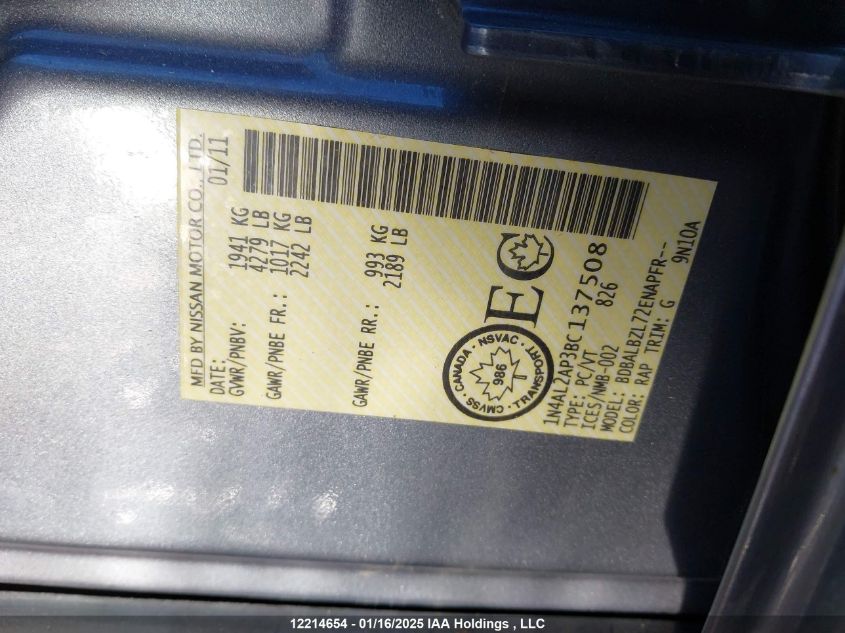 MFD BY NISSAN MOTOR CO., LTD.
DATE: 01/11
GVWR/PNBV: 1941 KG
4279 LB
GAWR/PNBE FR.: 1017 KG
2242 LB
GAWR/PNBE RR.: 993 KG
2189 LB
CANADA · NSVAC · TRANSPORT · CMVSS ·
986
EC
1N4AL2AP3BC137508
TYPE: PC/VT 826
ICES/NMB-002
MODEL: BDBALBZL72ENAPFR--
COLOR: RAP TRIM: G 9N10A
12214654 - 01/16/2025 IAA Holdings , LLC